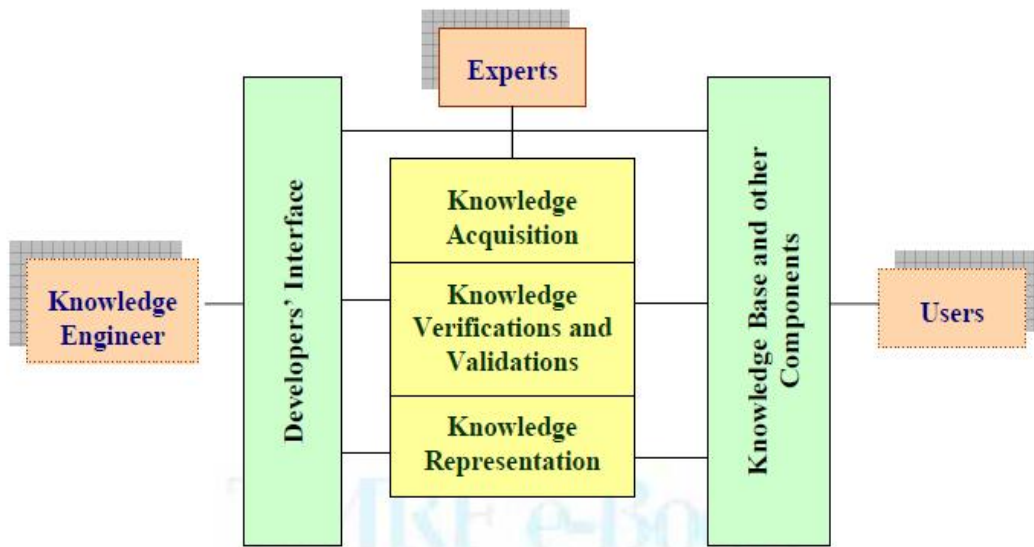 Experts
Developers' Interface
Knowledge
Acquisition
Knowledge
Verifications and
Validations
Knowledge
Representation
Knowledge Base and other
Components
Knowledge
Engineer
Users